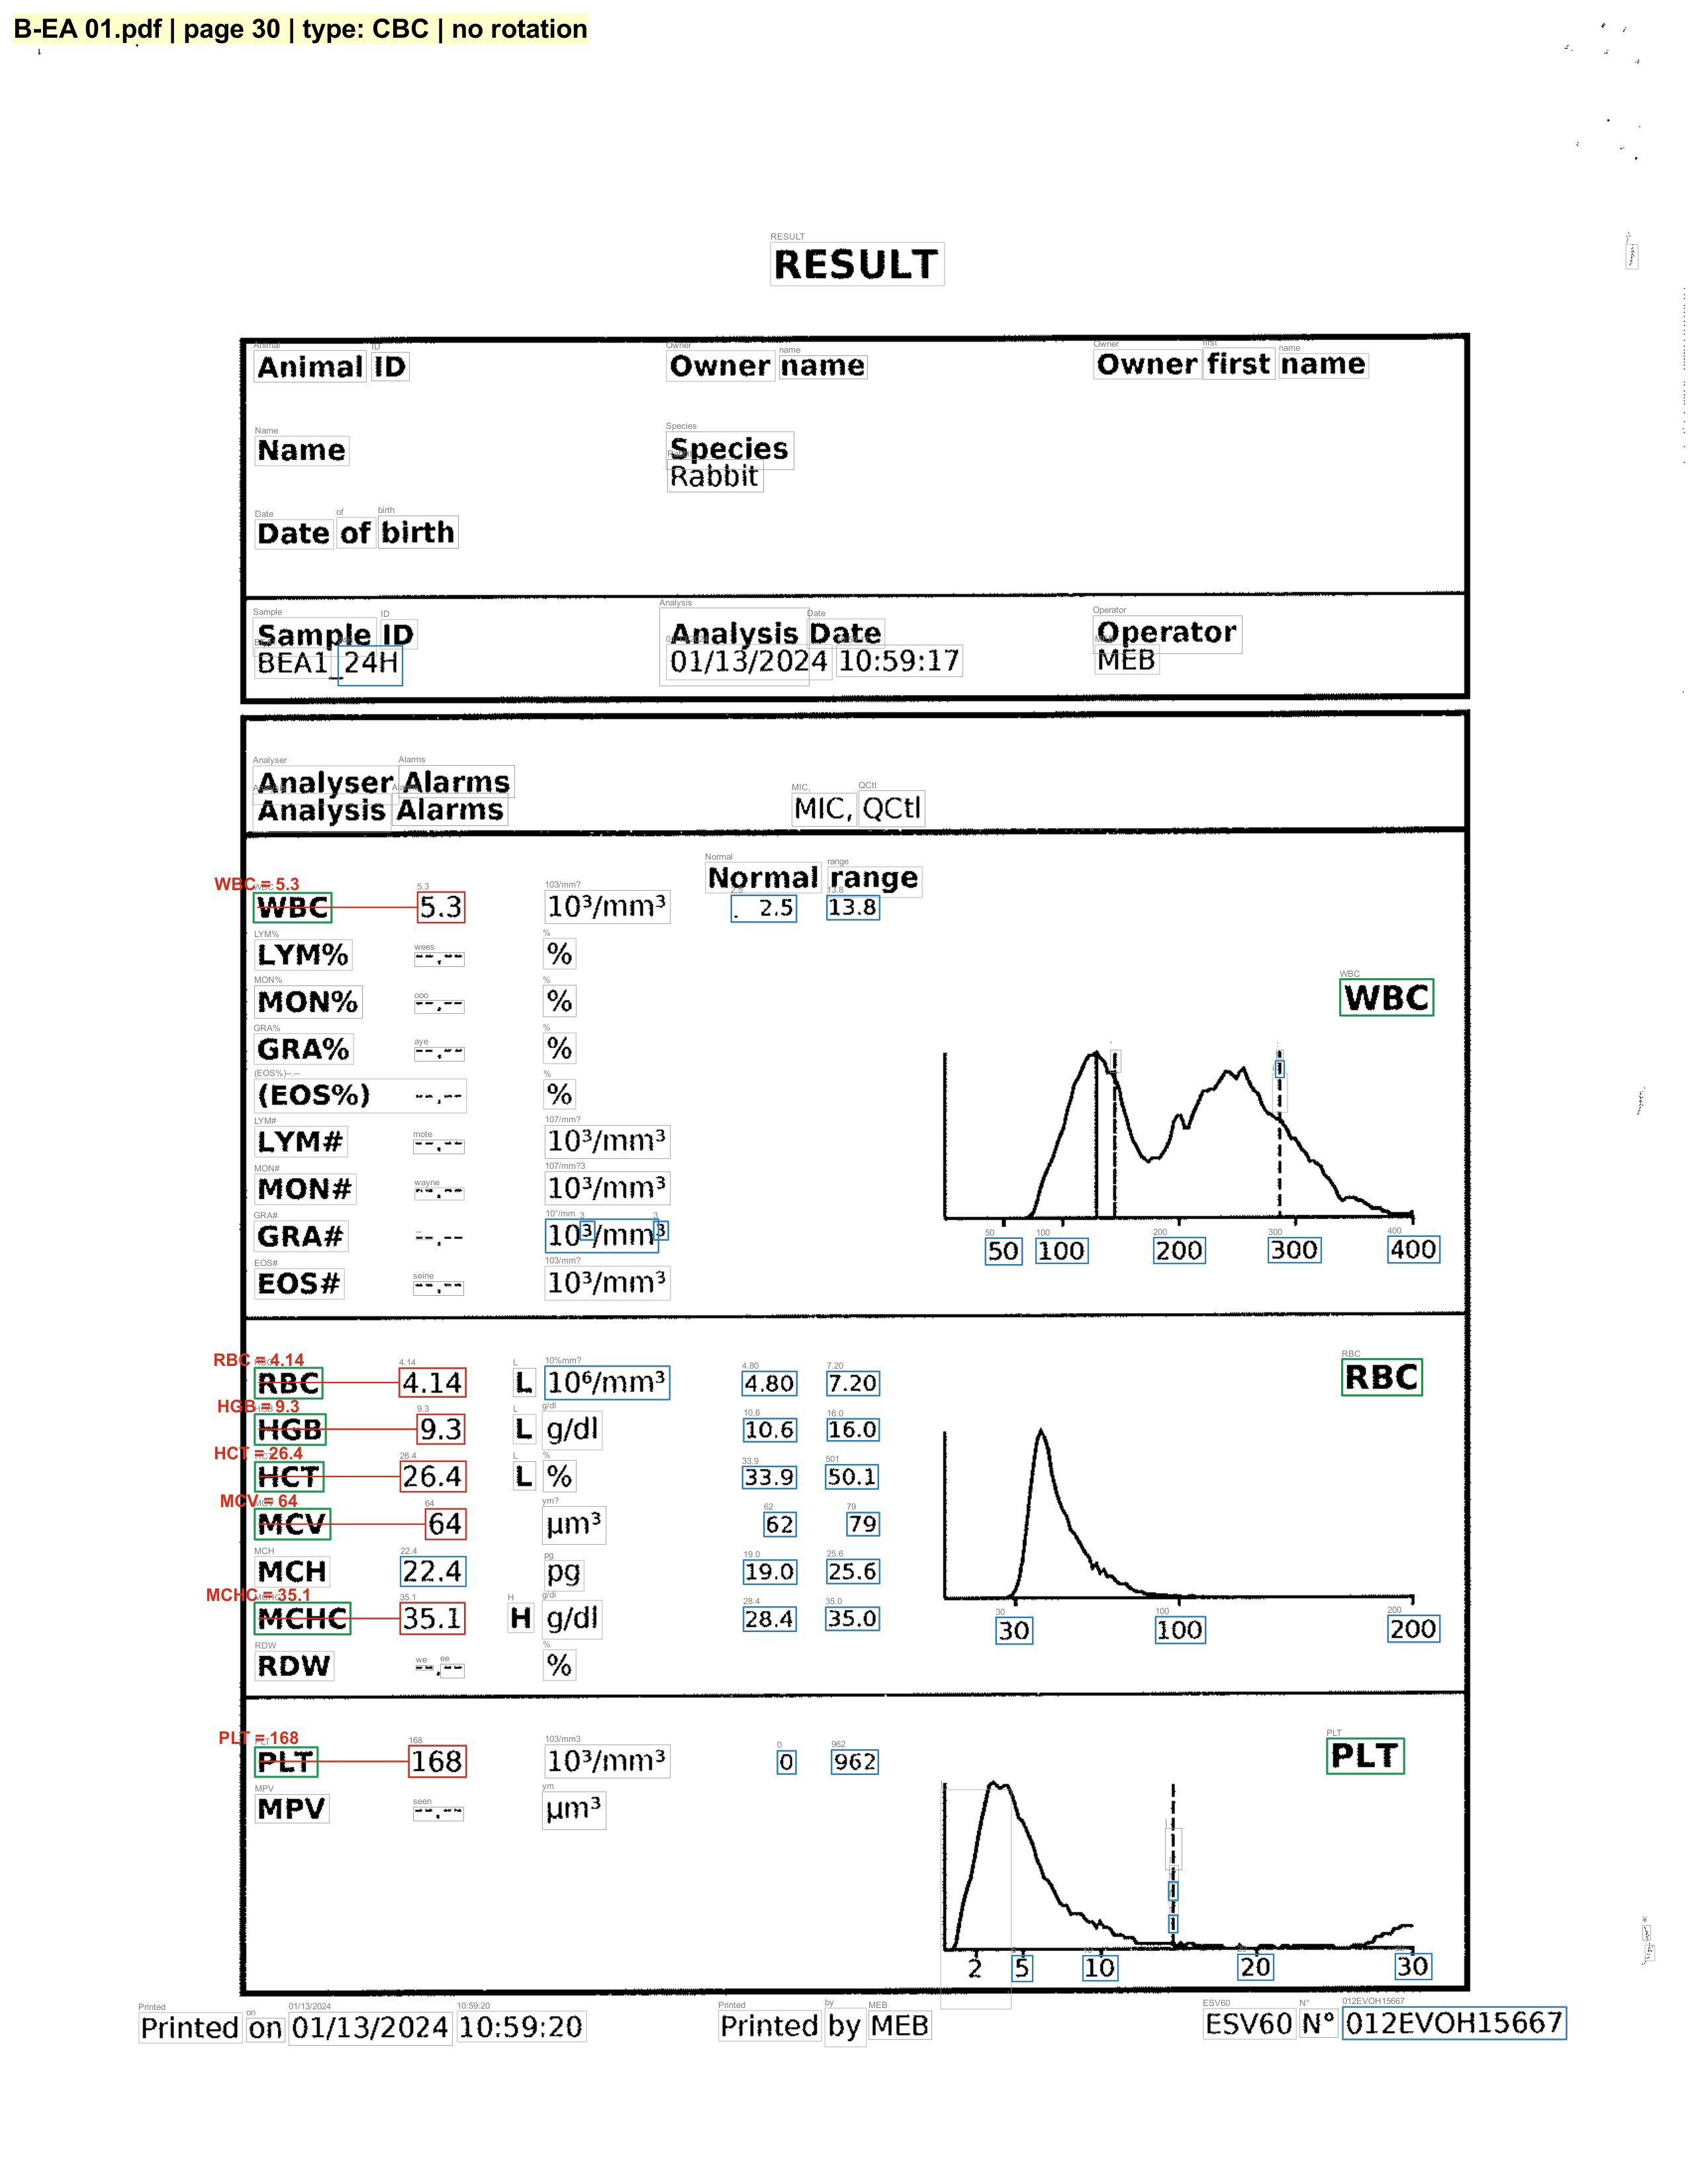 B-EA 01.pdf | page 30 | type: CBC | no rotation
RESULT
RESULT
Animal ID Owner name Owner first name
Name Species
Rabbit
Date of birth
Sample ID Analysis Date Operator
BEA1_24H 01/13/2024 10:59:17 MEB
Analyser Alarms
Analysis Alarms MIC, QCtl
Normal range
WBC = 5.3
WBC 5.3 10³/mm³ . 2.5 13.8
LYM% --.-- %
MON% --.-- %
WBC
GRA% --.-- %
(EOS%) --.-- %
LYM# --.-- 10³/mm³
MON# --.-- 10³/mm³
GRA# --.-- 10³/mm³
50 100 200 300 400
EOS# --.-- 10³/mm³
RBC = 4.14
RBC 4.14 L 10⁶/mm³ 4.80 7.20 RBC
HGB = 9.3
HGB 9.3 L g/dl 10.6 16.0
HCT = 26.4
HCT 26.4 L % 33.9 50.1
MCV = 64
MCV 64 µm³ 62 79
MCH 22.4 pg 19.0 25.6
MCHC = 35.1
MCHC 35.1 H g/dl 28.4 35.0
30 100 200
RDW --.-- %
PLT = 168
PLT 168 10³/mm³ 0 962 PLT
MPV --.-- µm³
2 5 10 20 30
Printed on 01/13/2024 10:59:20 Printed by MEB ESV60 N° 012EVOH15667